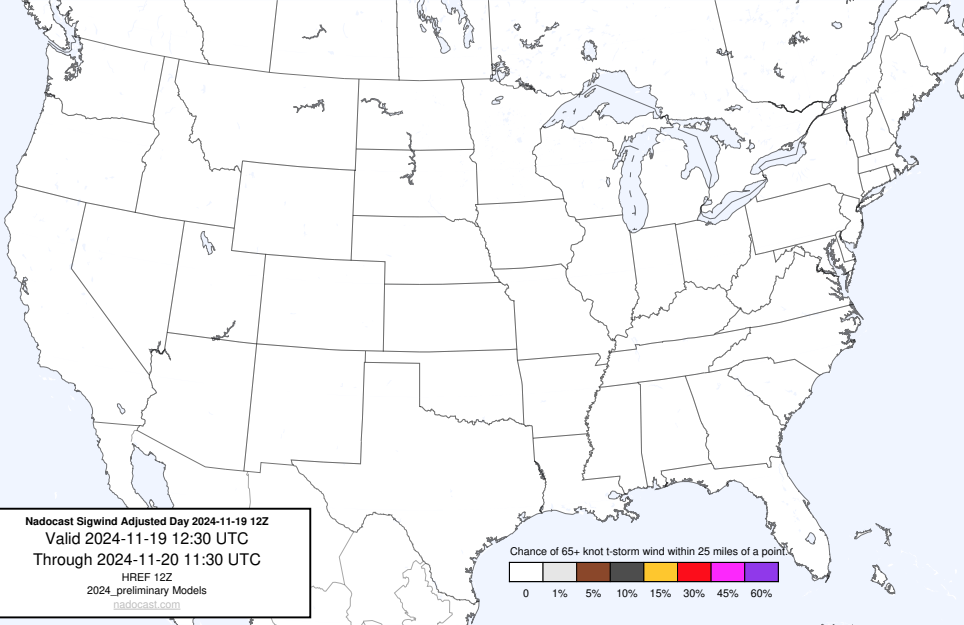 Nadocast Sigwind Adjusted Day 2024-11-19 12Z
Valid 2024-11-19 12:30 UTC
Through 2024-11-20 11:30 UTC
HREF 12Z
2024_preliminary Models
nadocast.com
Chance of 65+ knot t-storm wind within 25 miles of a point.
0 1% 5% 10% 15% 30% 45% 60%